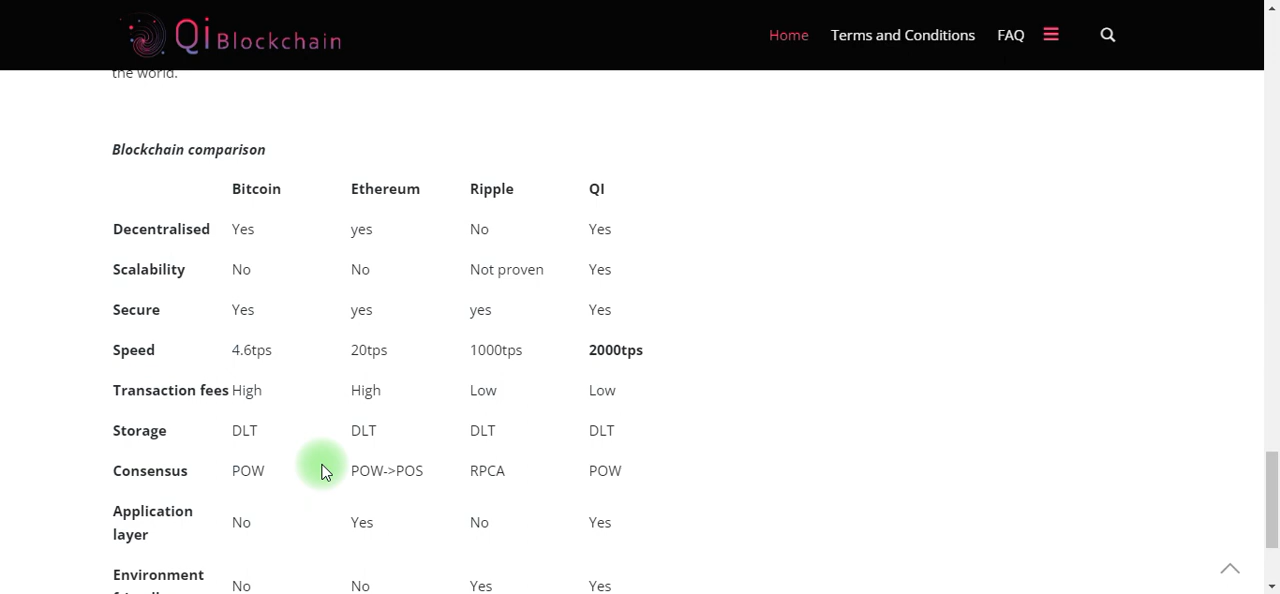 Qi Blockchain
Home Terms and Conditions FAQ
the world.
Blockchain comparison
Bitcoin Ethereum Ripple QI
Decentralised Yes yes No Yes
Scalability No No Not proven Yes
Secure Yes yes yes Yes
Speed 4.6tps 20tps 1000tps 2000tps
Transaction fees High High Low Low
Storage DLT DLT DLT DLT
Consensus POW POW->POS RPCA POW
Application
layer No Yes No Yes
Environment
No No Yes Yes